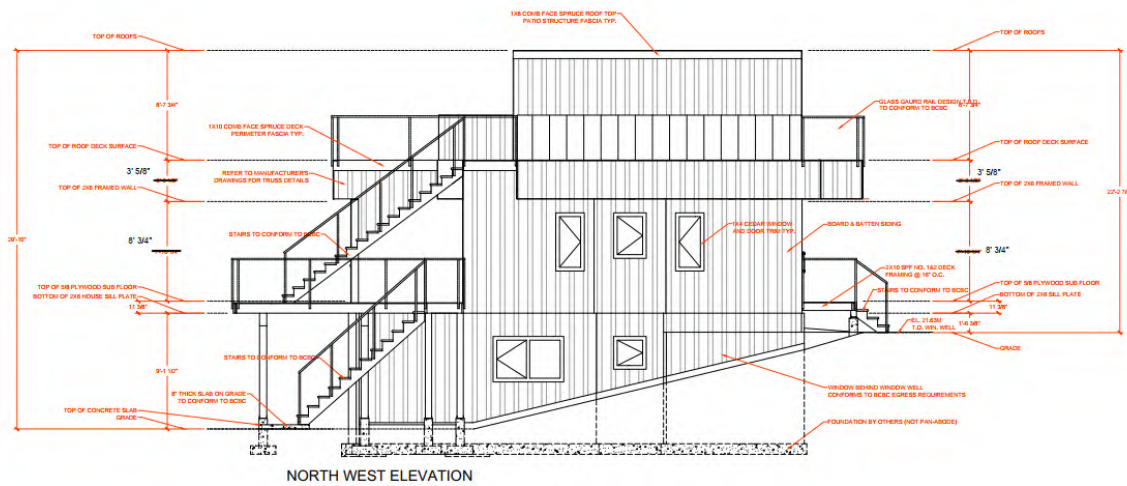 1X8 COMB FACE SPRUCE ROOF TOP
PATIO STRUCTURE FASCIA TYP.
TOP OF ROOFS
TOP OF ROOFS
8'-7 3/4"
8'-7 3/4"
GLASS GAURD RAIL DESIGN T.B.D.
TO CONFORM TO BCBC
1X10 COMB FACE SPRUCE DECK
PERIMETER FASCIA TYP.
TOP OF ROOF DECK SURFACE
TOP OF ROOF DECK SURFACE
3' 5/8"
3' 5/8"
REFER TO MANUFACTURER'S
DRAWINGS FOR TRUSS DETAILS
TOP OF 2X6 FRAMED WALL
TOP OF 2X6 FRAMED WALL
1X4 CEDAR WINDOW
AND DOOR TRIM TYP.
BOARD & BATTEN SIDING
STAIRS TO CONFORM TO BCBC
8' 3/4"
8' 3/4"
2X10 SPF NO. 1&2 DECK
FRAMING @ 16" O.C.
TOP OF 5/8 PLYWOOD SUB FLOOR
TOP OF 5/8 PLYWOOD SUB FLOOR
BOTTOM OF 2X6 HOUSE SILL PLATE
BOTTOM OF 2X6 SILL PLATE
STAIRS TO CONFORM TO BCBC
11 3/8"
11 3/8"
EL. 21.63M
T.O. WIN. WELL
1'-6 3/8"
GRADE
STAIRS TO CONFORM TO BCBC
9'-1 1/2"
8" THICK SLAB ON GRADE
TO CONFORM TO BCBC
WINDOW BEHIND WINDOW WELL
CONFORMS TO BCBC EGRESS REQUIREMENTS
TOP OF CONCRETE SLAB
GRADE
FOUNDATION BY OTHERS (NOT PAN-ABODE)
NORTH WEST ELEVATION